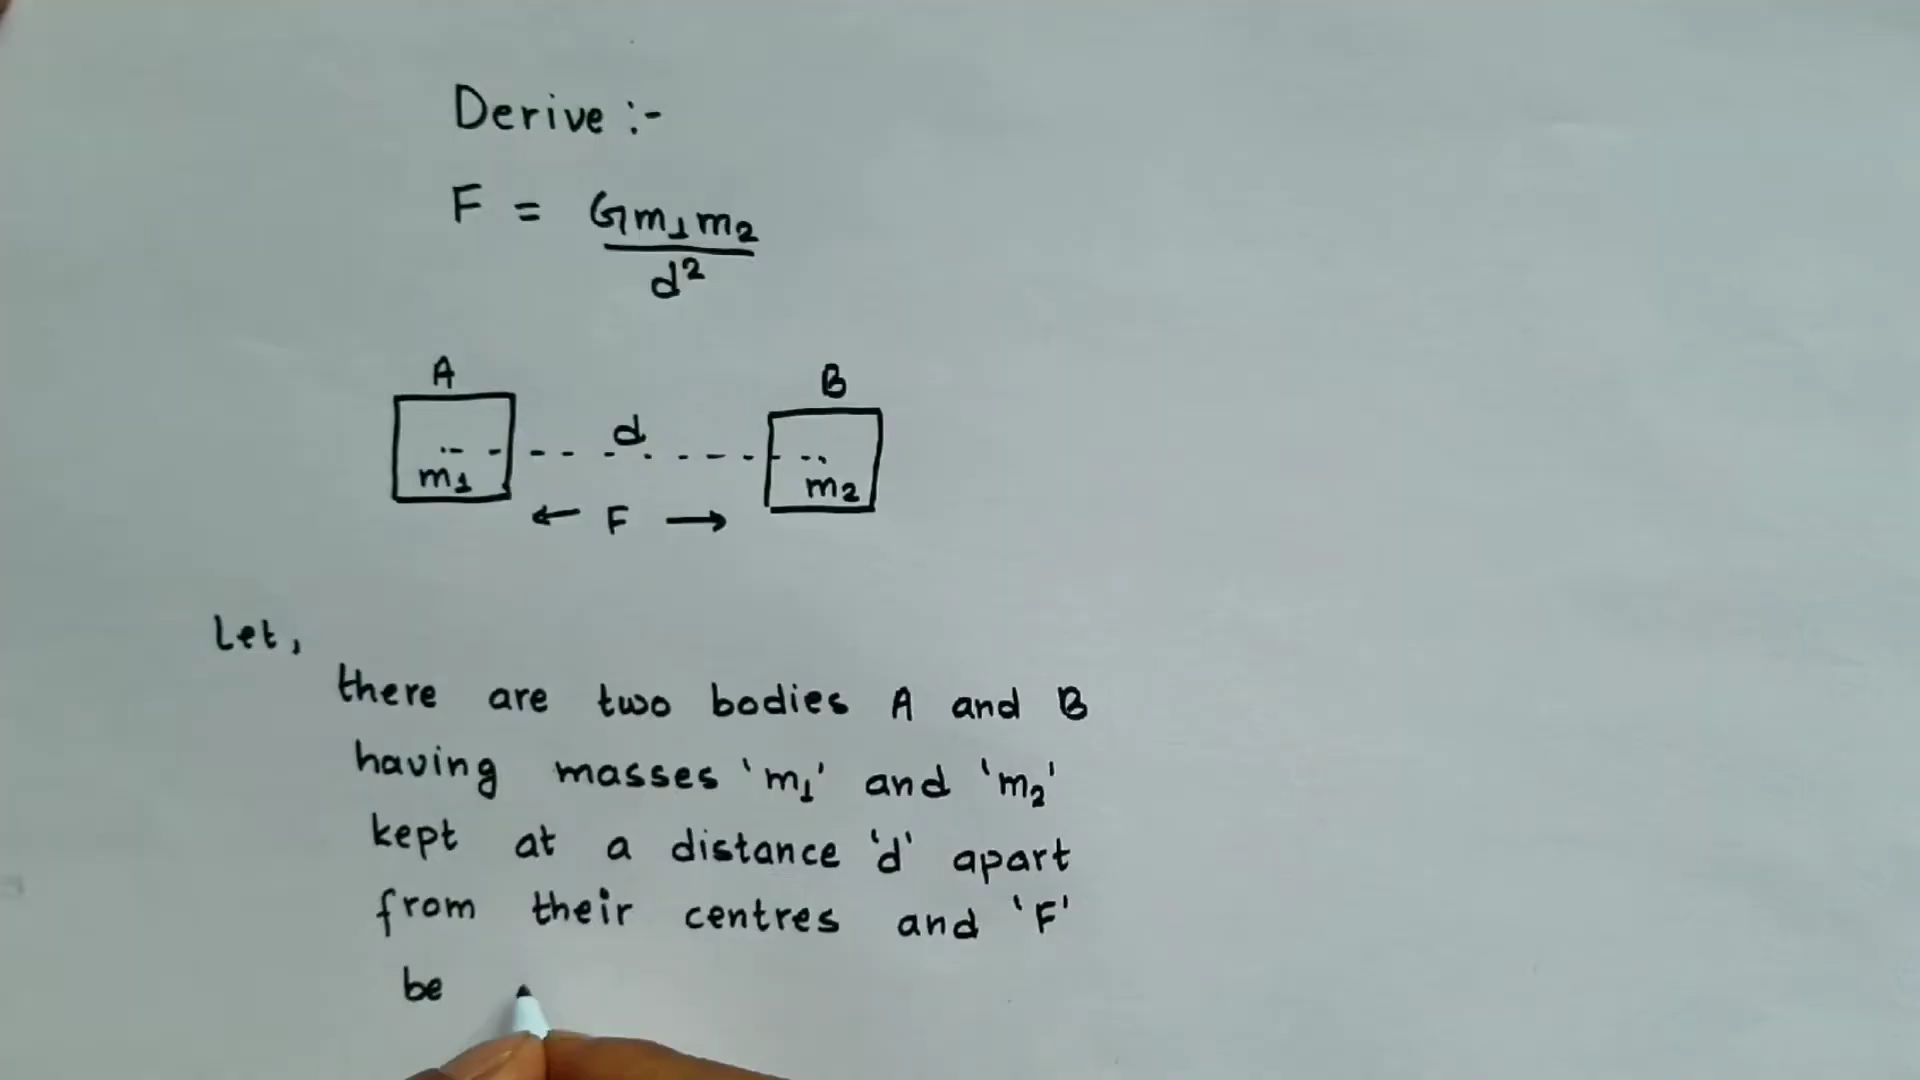 Derive :-
F = Gm₁m₂
d²
A
B
d
m₁
m₂
← F →
Let,
there are two bodies A and B
having masses 'm₁' and 'm₂'
kept at a distance 'd' apart
from their centres and 'F'
be